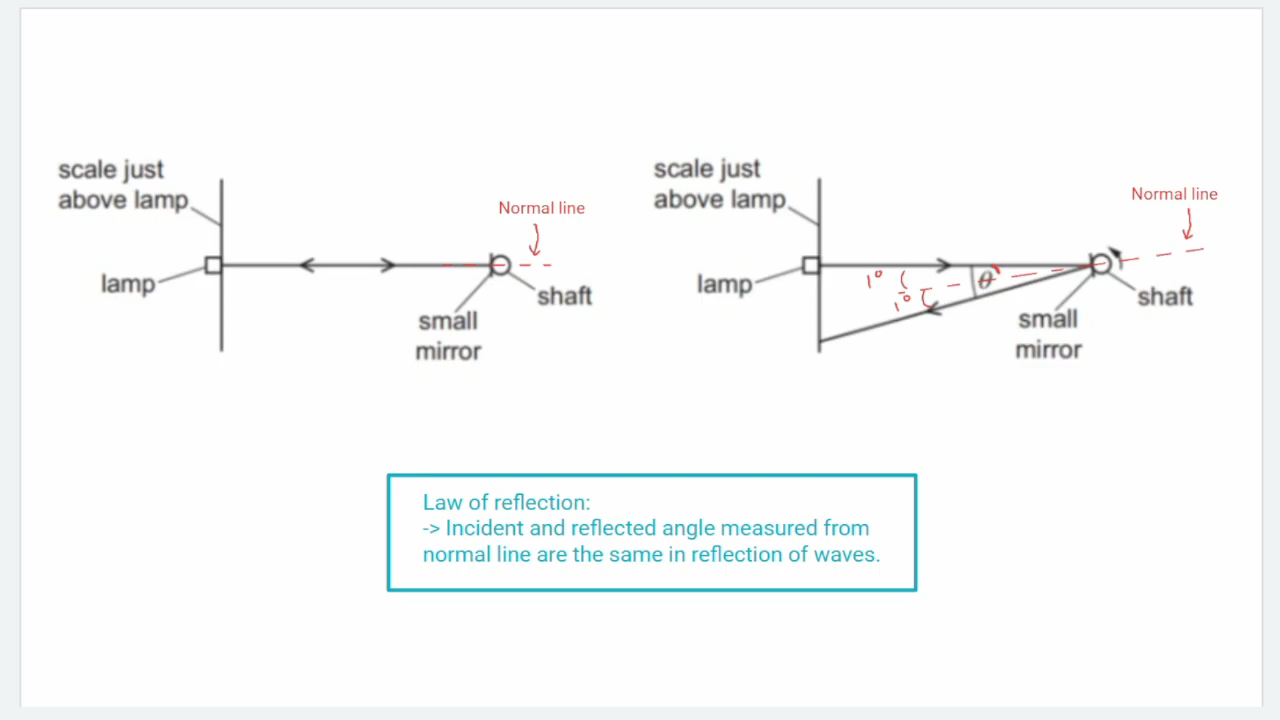 scale just
above lamp
lamp
Normal line
shaft
small
mirror
scale just
above lamp
lamp
1°
1°
θ
Normal line
shaft
small
mirror
Law of reflection:
-> Incident and reflected angle measured from
normal line are the same in reflection of waves.